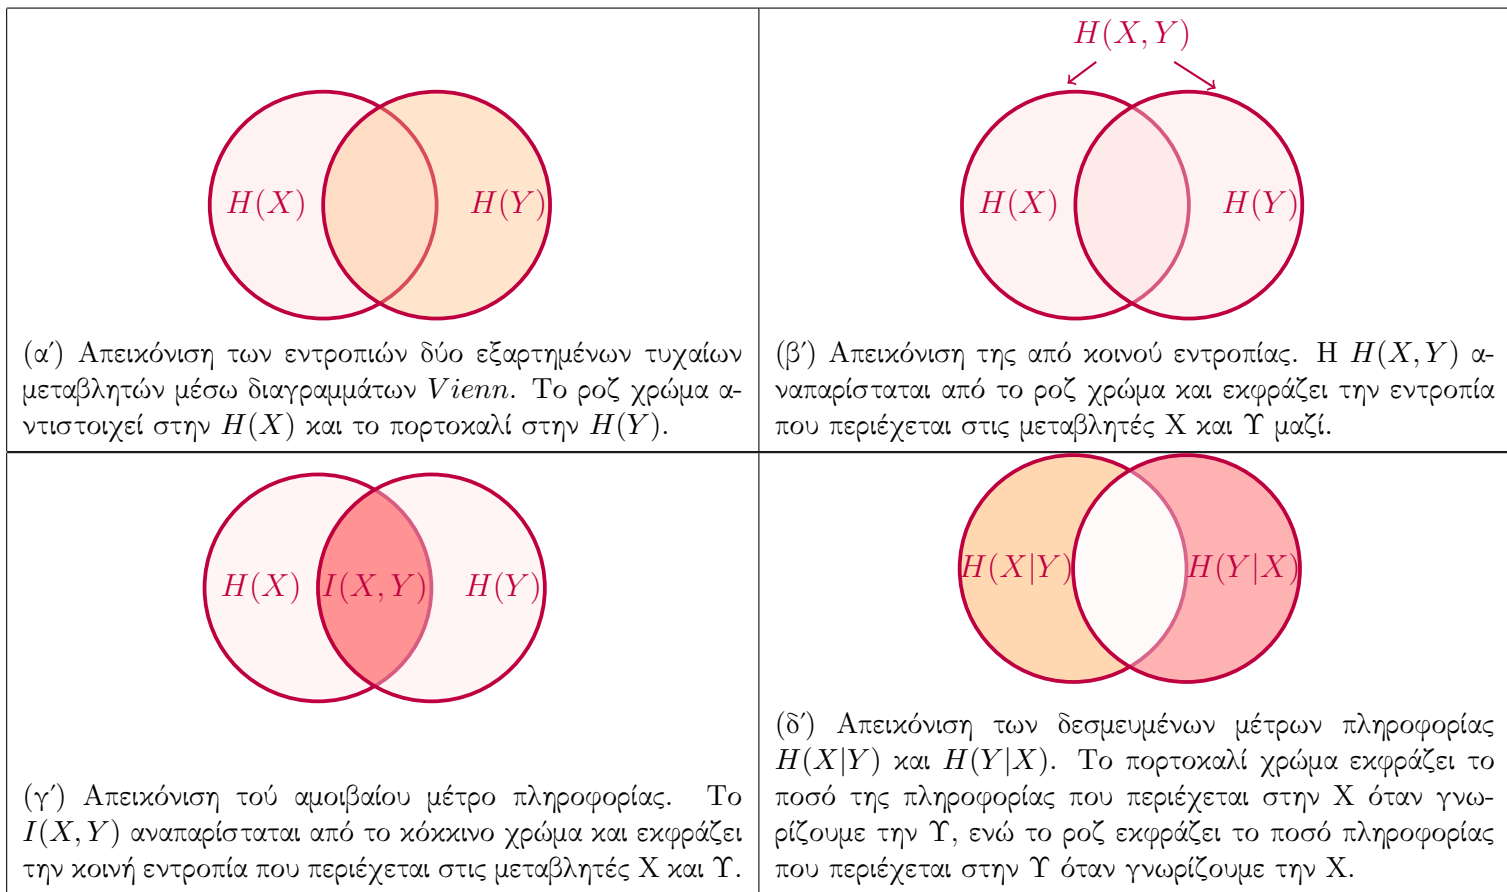 H(X)
H(Y)
(α΄) Απεικόνιση των εντροπιών δύο εξαρτημένων τυχαίων
μεταβλητών μέσω διαγραμμάτων Vienn. Το ροζ χρώμα α-
ντιστοιχεί στην H(X) και το πορτοκαλί στην H(Y).
H(X, Y)
H(X)
H(Y)
(β΄) Απεικόνιση της από κοινού εντροπίας. Η H(X, Y) α-
ναπαρίσταται από το ροζ χρώμα και εκφράζει την εντροπία
που περιέχεται στις μεταβλητές Χ και Υ μαζί.
H(X)
I(X, Y)
H(Y)
(γ΄) Απεικόνιση τού αμοιβαίου μέτρο πληροφορίας. Το
I(X, Y) αναπαρίσταται από το κόκκινο χρώμα και εκφράζει
την κοινή εντροπία που περιέχεται στις μεταβλητές Χ και Υ.
H(X|Y)
H(Y|X)
(δ΄) Απεικόνιση των δεσμευμένων μέτρων πληροφορίας
H(X|Y) και H(Y|X). Το πορτοκαλί χρώμα εκφράζει το
ποσό της πληροφορίας που περιέχεται στην Χ όταν γνω-
ρίζουμε την Υ, ενώ το ροζ εκφράζει το ποσό πληροφορίας
που περιέχεται στην Υ όταν γνωρίζουμε την Χ.